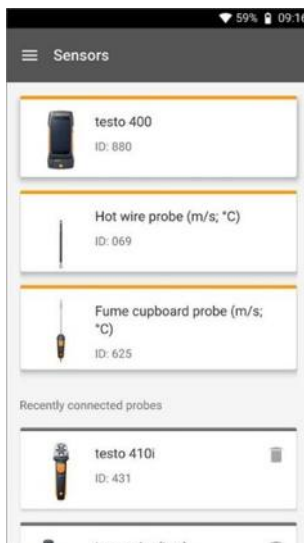 59% 09:16
Sensors
testo 400
ID: 880
Hot wire probe (m/s; °C)
ID: 069
Fume cupboard probe (m/s;
°C)
ID: 625
Recently connected probes
testo 410i
ID: 431